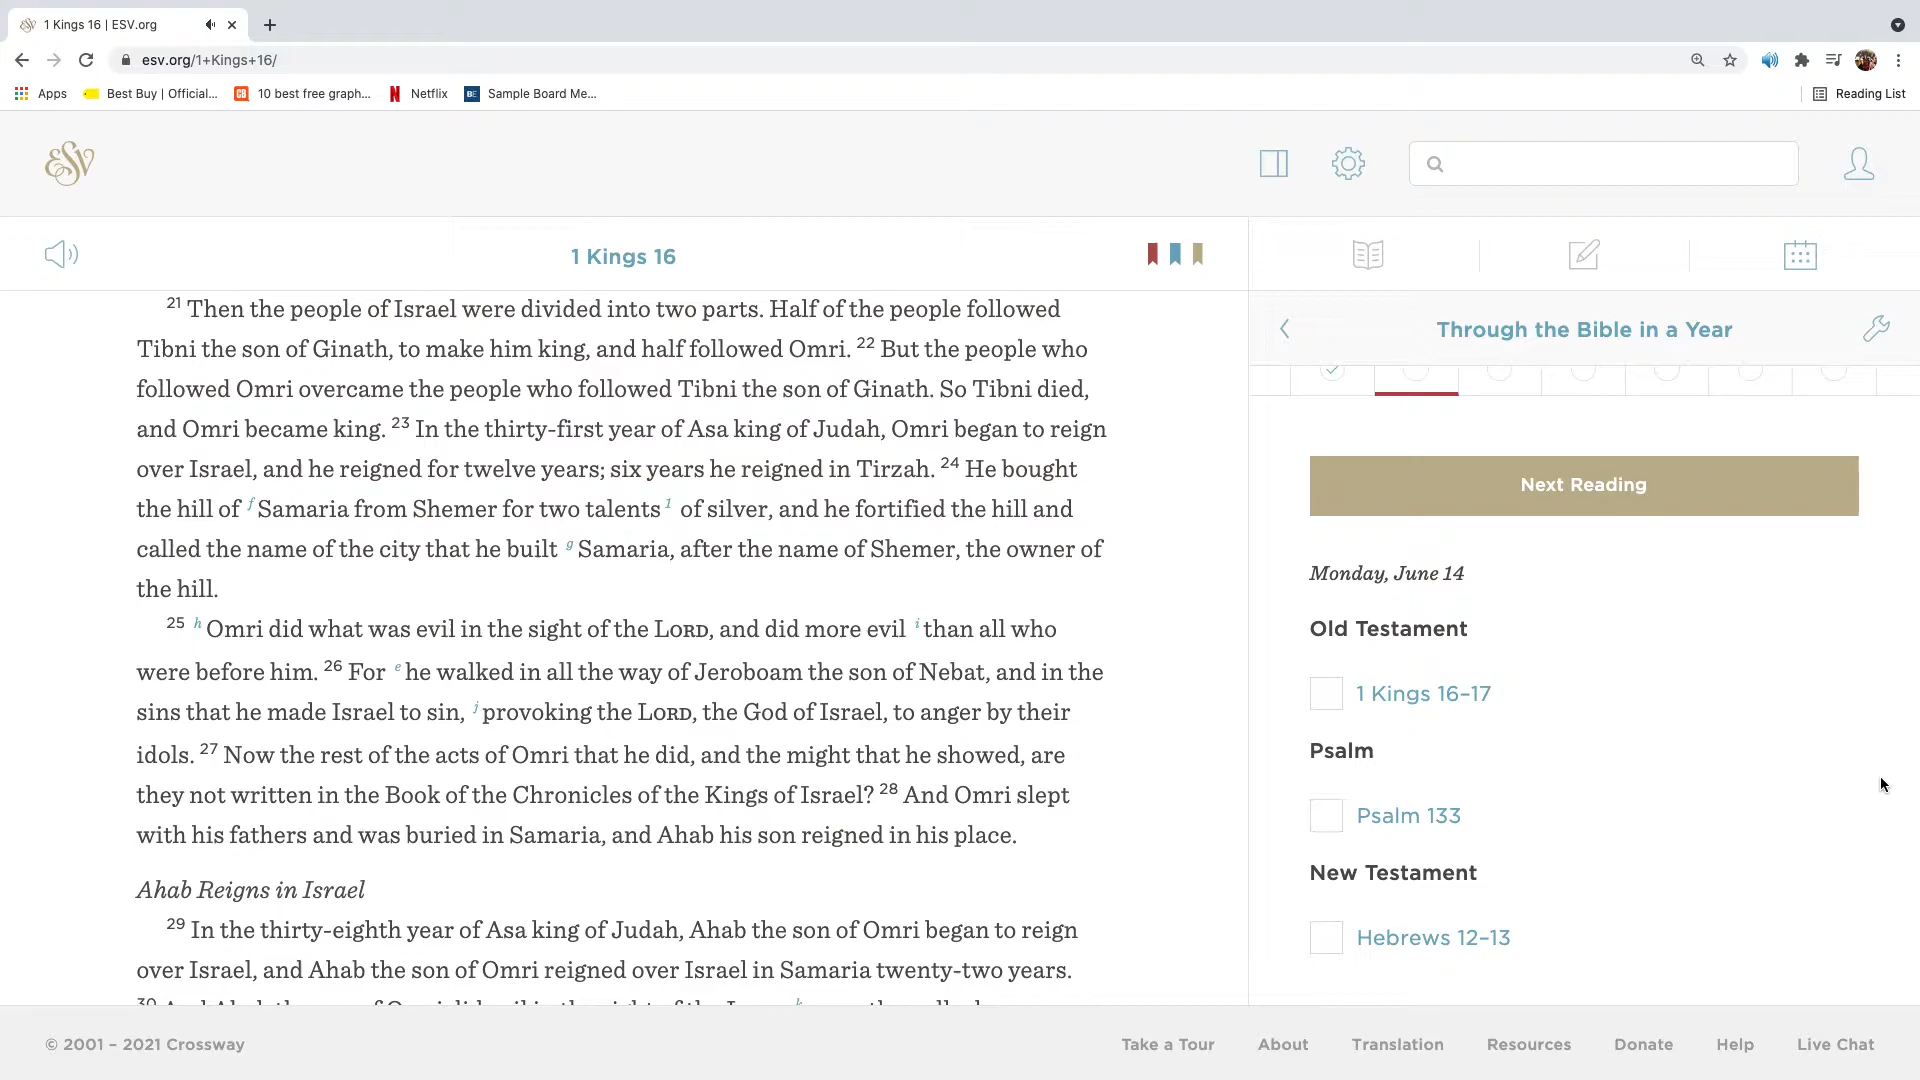 1 Kings 16 | ESV.org
esv.org/1+Kings+16/
Apps
Best Buy | Official...
CB
10 best free graph...
Netflix
BE
Sample Board Me...
Reading List
ESV
1 Kings 16
21 Then the people of Israel were divided into two parts. Half of the people followed
Tibni the son of Ginath, to make him king, and half followed Omri. 22 But the people who
followed Omri overcame the people who followed Tibni the son of Ginath. So Tibni died,
and Omri became king. 23 In the thirty-first year of Asa king of Judah, Omri began to reign
over Israel, and he reigned for twelve years; six years he reigned in Tirzah. 24 He bought
the hill of f Samaria from Shemer for two talents 1 of silver, and he fortified the hill and
called the name of the city that he built g Samaria, after the name of Shemer, the owner of
the hill.
25 h Omri did what was evil in the sight of the LORD, and did more evil i than all who
were before him. 26 For e he walked in all the way of Jeroboam the son of Nebat, and in the
sins that he made Israel to sin, j provoking the LORD, the God of Israel, to anger by their
idols. 27 Now the rest of the acts of Omri that he did, and the might that he showed, are
they not written in the Book of the Chronicles of the Kings of Israel? 28 And Omri slept
with his fathers and was buried in Samaria, and Ahab his son reigned in his place.
Ahab Reigns in Israel
29 In the thirty-eighth year of Asa king of Judah, Ahab the son of Omri began to reign
over Israel, and Ahab the son of Omri reigned over Israel in Samaria twenty-two years.
Through the Bible in a Year
Next Reading
Monday, June 14
Old Testament
1 Kings 16–17
Psalm
Psalm 133
New Testament
Hebrews 12–13
© 2001 – 2021 Crossway
Take a Tour
About
Translation
Resources
Donate
Help
Live Chat